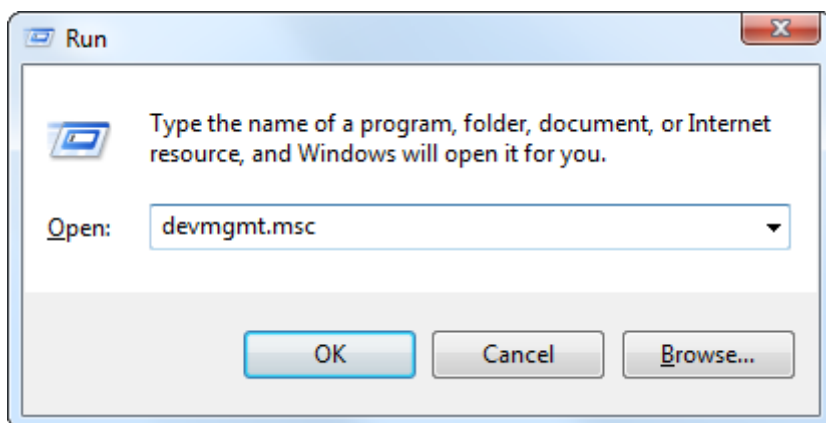 Run
Type the name of a program, folder, document, or Internet
resource, and Windows will open it for you.
Open: devmgmt.msc
OK Cancel Browse...